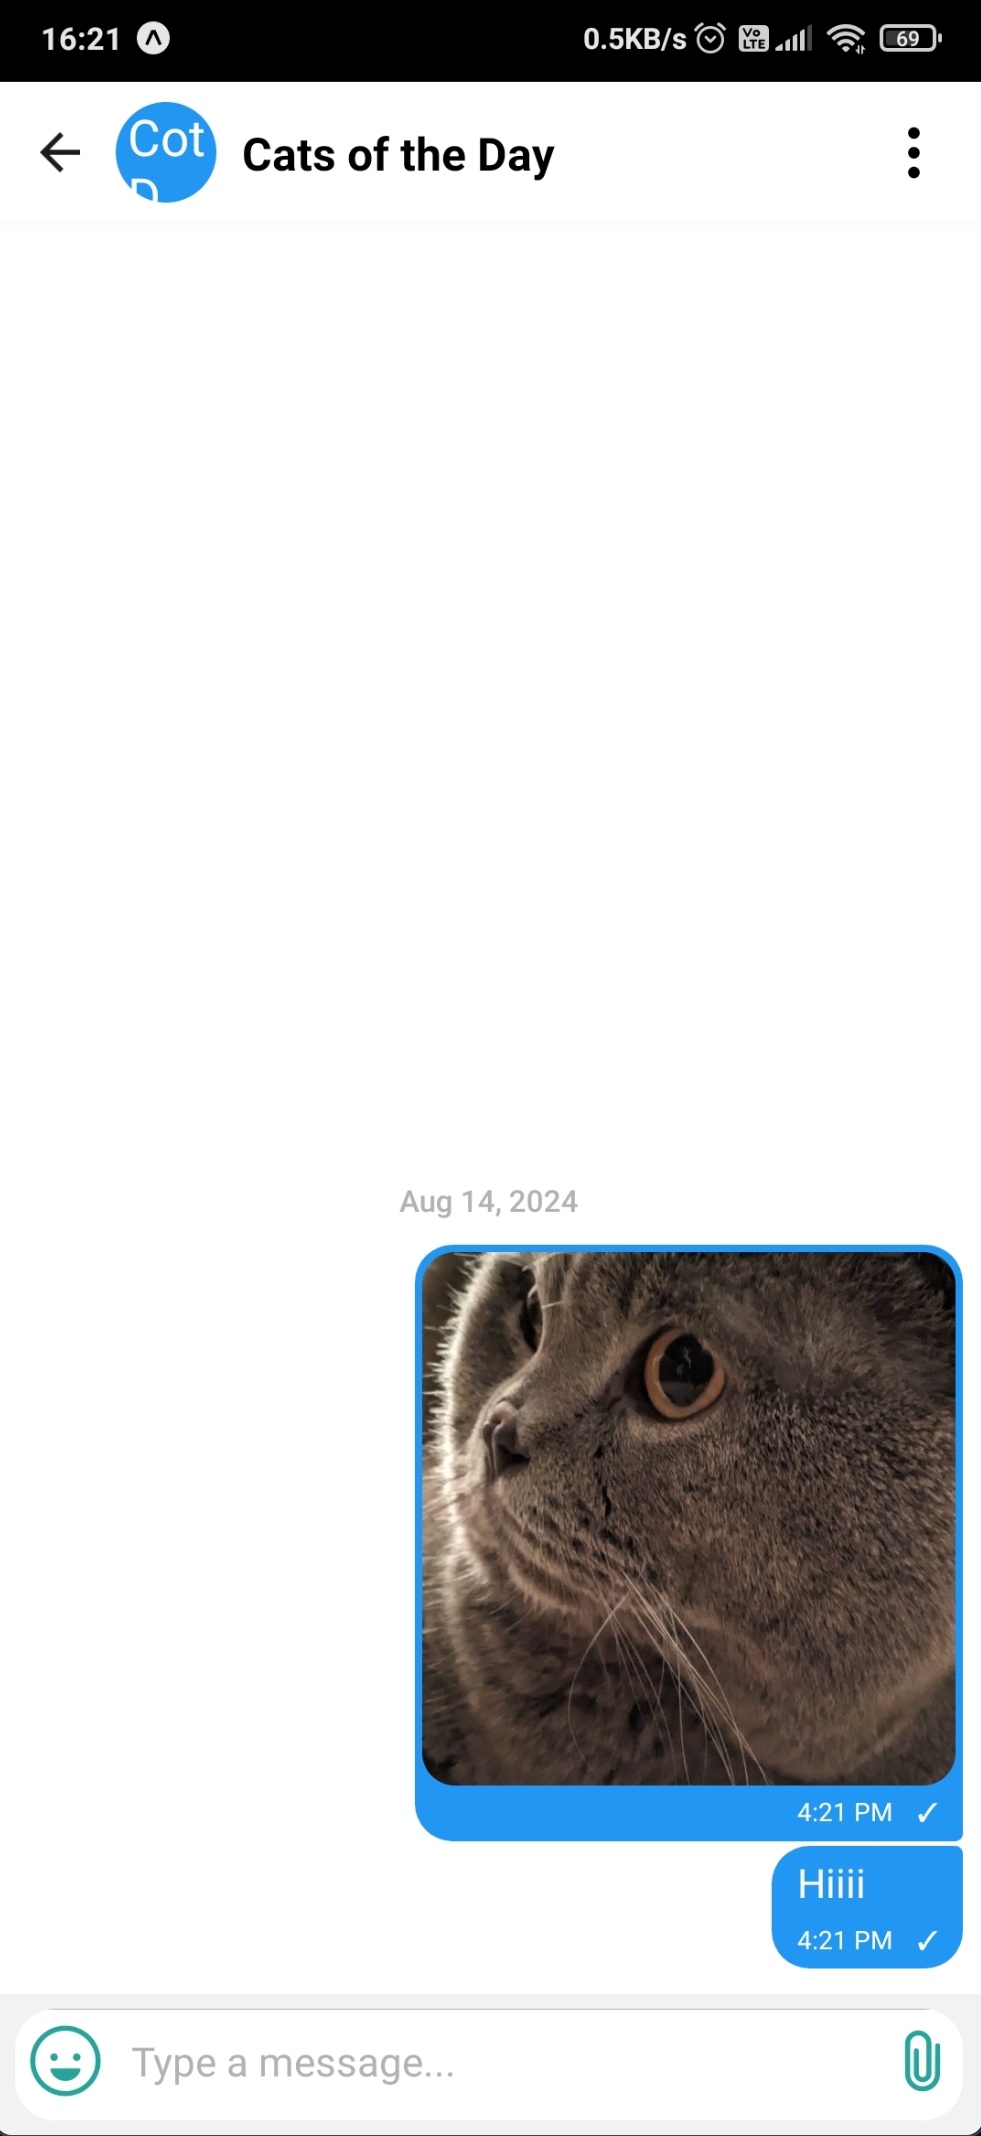 16:21 0.5KB/s Vo LTE 69
Cot
D
Cats of the Day
Aug 14, 2024
4:21 PM ✓
Hiiii
4:21 PM ✓
Type a message...